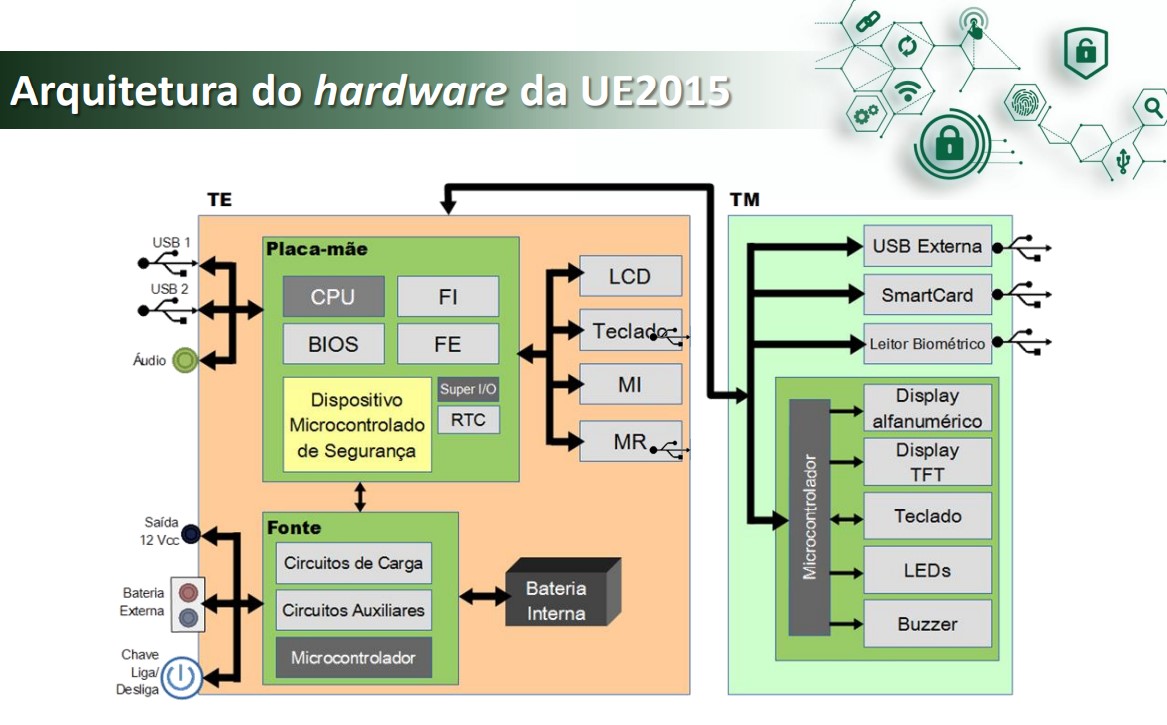 Arquitetura do hardware da UE2015
TE
TM
USB 1
USB 2
Áudio
Placa-mãe
CPU
FI
BIOS
FE
Dispositivo
Microcontrolado
de Segurança
Super I/O
RTC
LCD
Teclado
MI
MR
USB Externa
SmartCard
Leitor Biométrico
Microcontrolador
Display
alfanumérico
Display
TFT
Teclado
LEDs
Buzzer
Saída
12 Vcc
Bateria
Externa
Chave
Liga/
Desliga
Fonte
Circuitos de Carga
Circuitos Auxiliares
Microcontrolador
Bateria
Interna